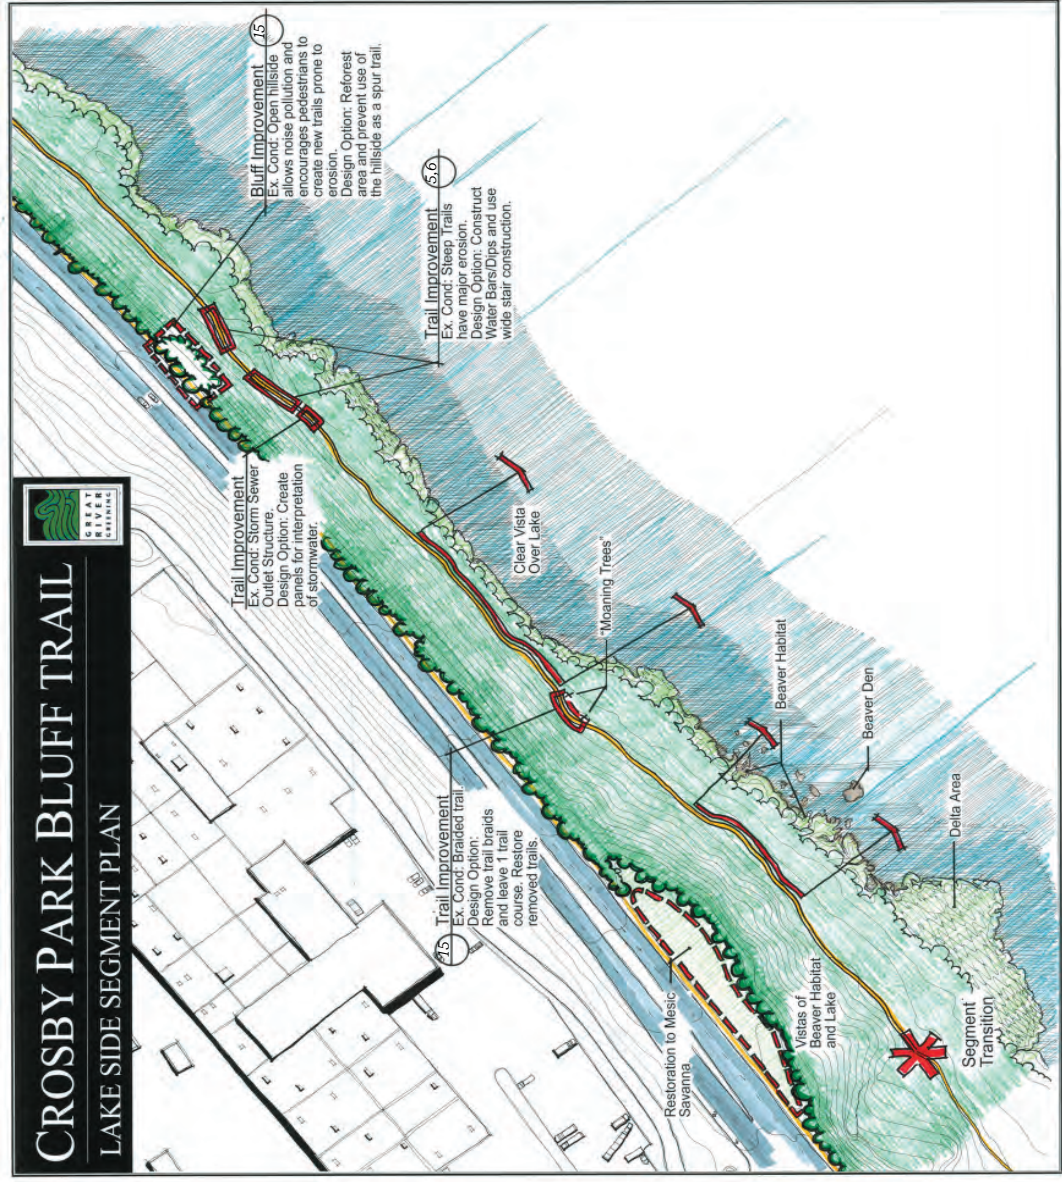 CROSBY PARK BLUFF TRAIL
LAKE SIDE SEGMENT PLAN
GREAT
RIVER
GREENING
15
Trail Improvement
Ex. Cond: Braided trail.
Design Option:
Remove trail braids
and leave 1 trail
course. Restore
removed trails.
Trail Improvement
Ex. Cond: Storm Sewer
Outlet Structure.
Design Option: Create
panels for interpretation
of stormwater.
Bluff Improvement
15
Ex. Cond: Open hillside
allows noise pollution and
encourages pedestrians to
create new trails prone to
erosion.
Design Option: Reforest
area and prevent use of
the hillside as a spur trail.
Trail Improvement
5,6
Ex. Cond: Steep Trails
have major erosion.
Design Option: Construct
Water Bars/Dips and use
wide stair construction.
Clear Vista
Over Lake
"Moaning Trees"
Beaver Habitat
Beaver Den
Delta Area
Restoration to Mesic
Savanna
Vistas of
Beaver Habitat
and Lake
Segment
Transition